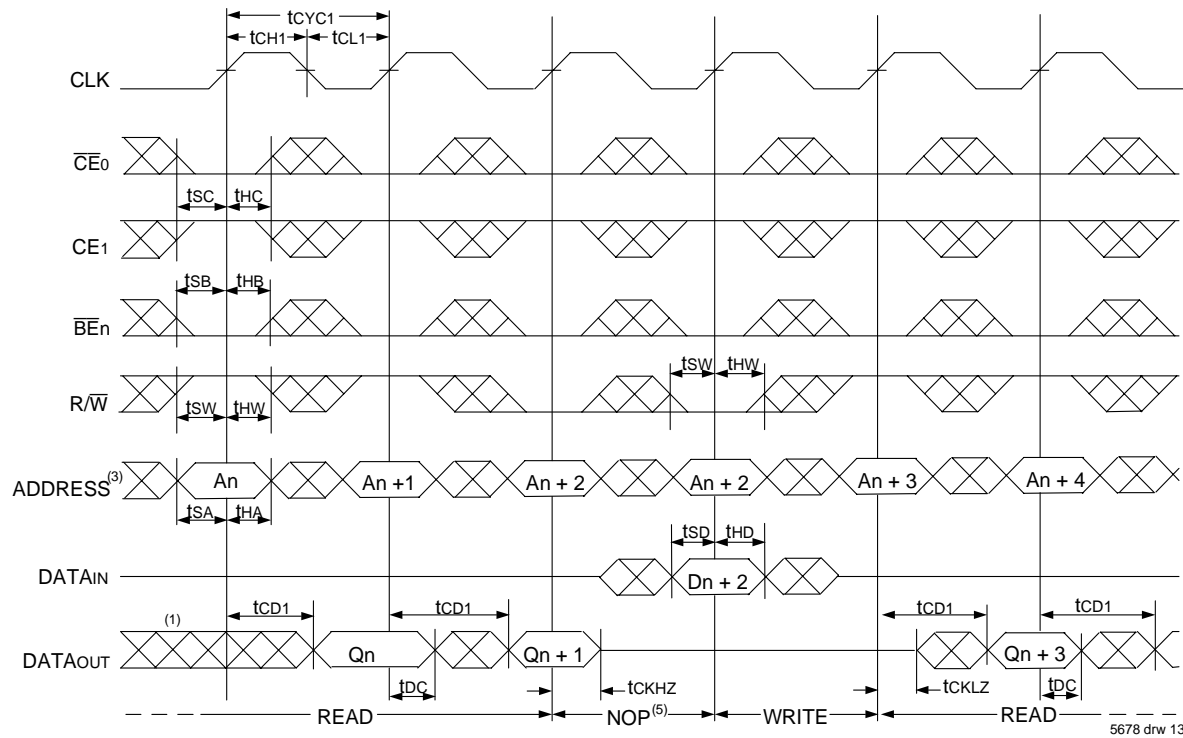 tCYC1
tCH1 tCL1
CLK
CE0
tSC tHC
CE1
tSB tHB
BEn
tSW tHW
R/W
tSW tHW
ADDRESS(3) An An +1 An + 2 An + 2 An + 3 An + 4
tSA tHA
tSD tHD
DATAIN Dn + 2
(1) tCD1 tCD1 tCD1 tCD1
DATAOUT Qn Qn + 1 Qn + 3
tDC tCKHZ tCKLZ tDC
READ NOP(5) WRITE READ
5678 drw 13